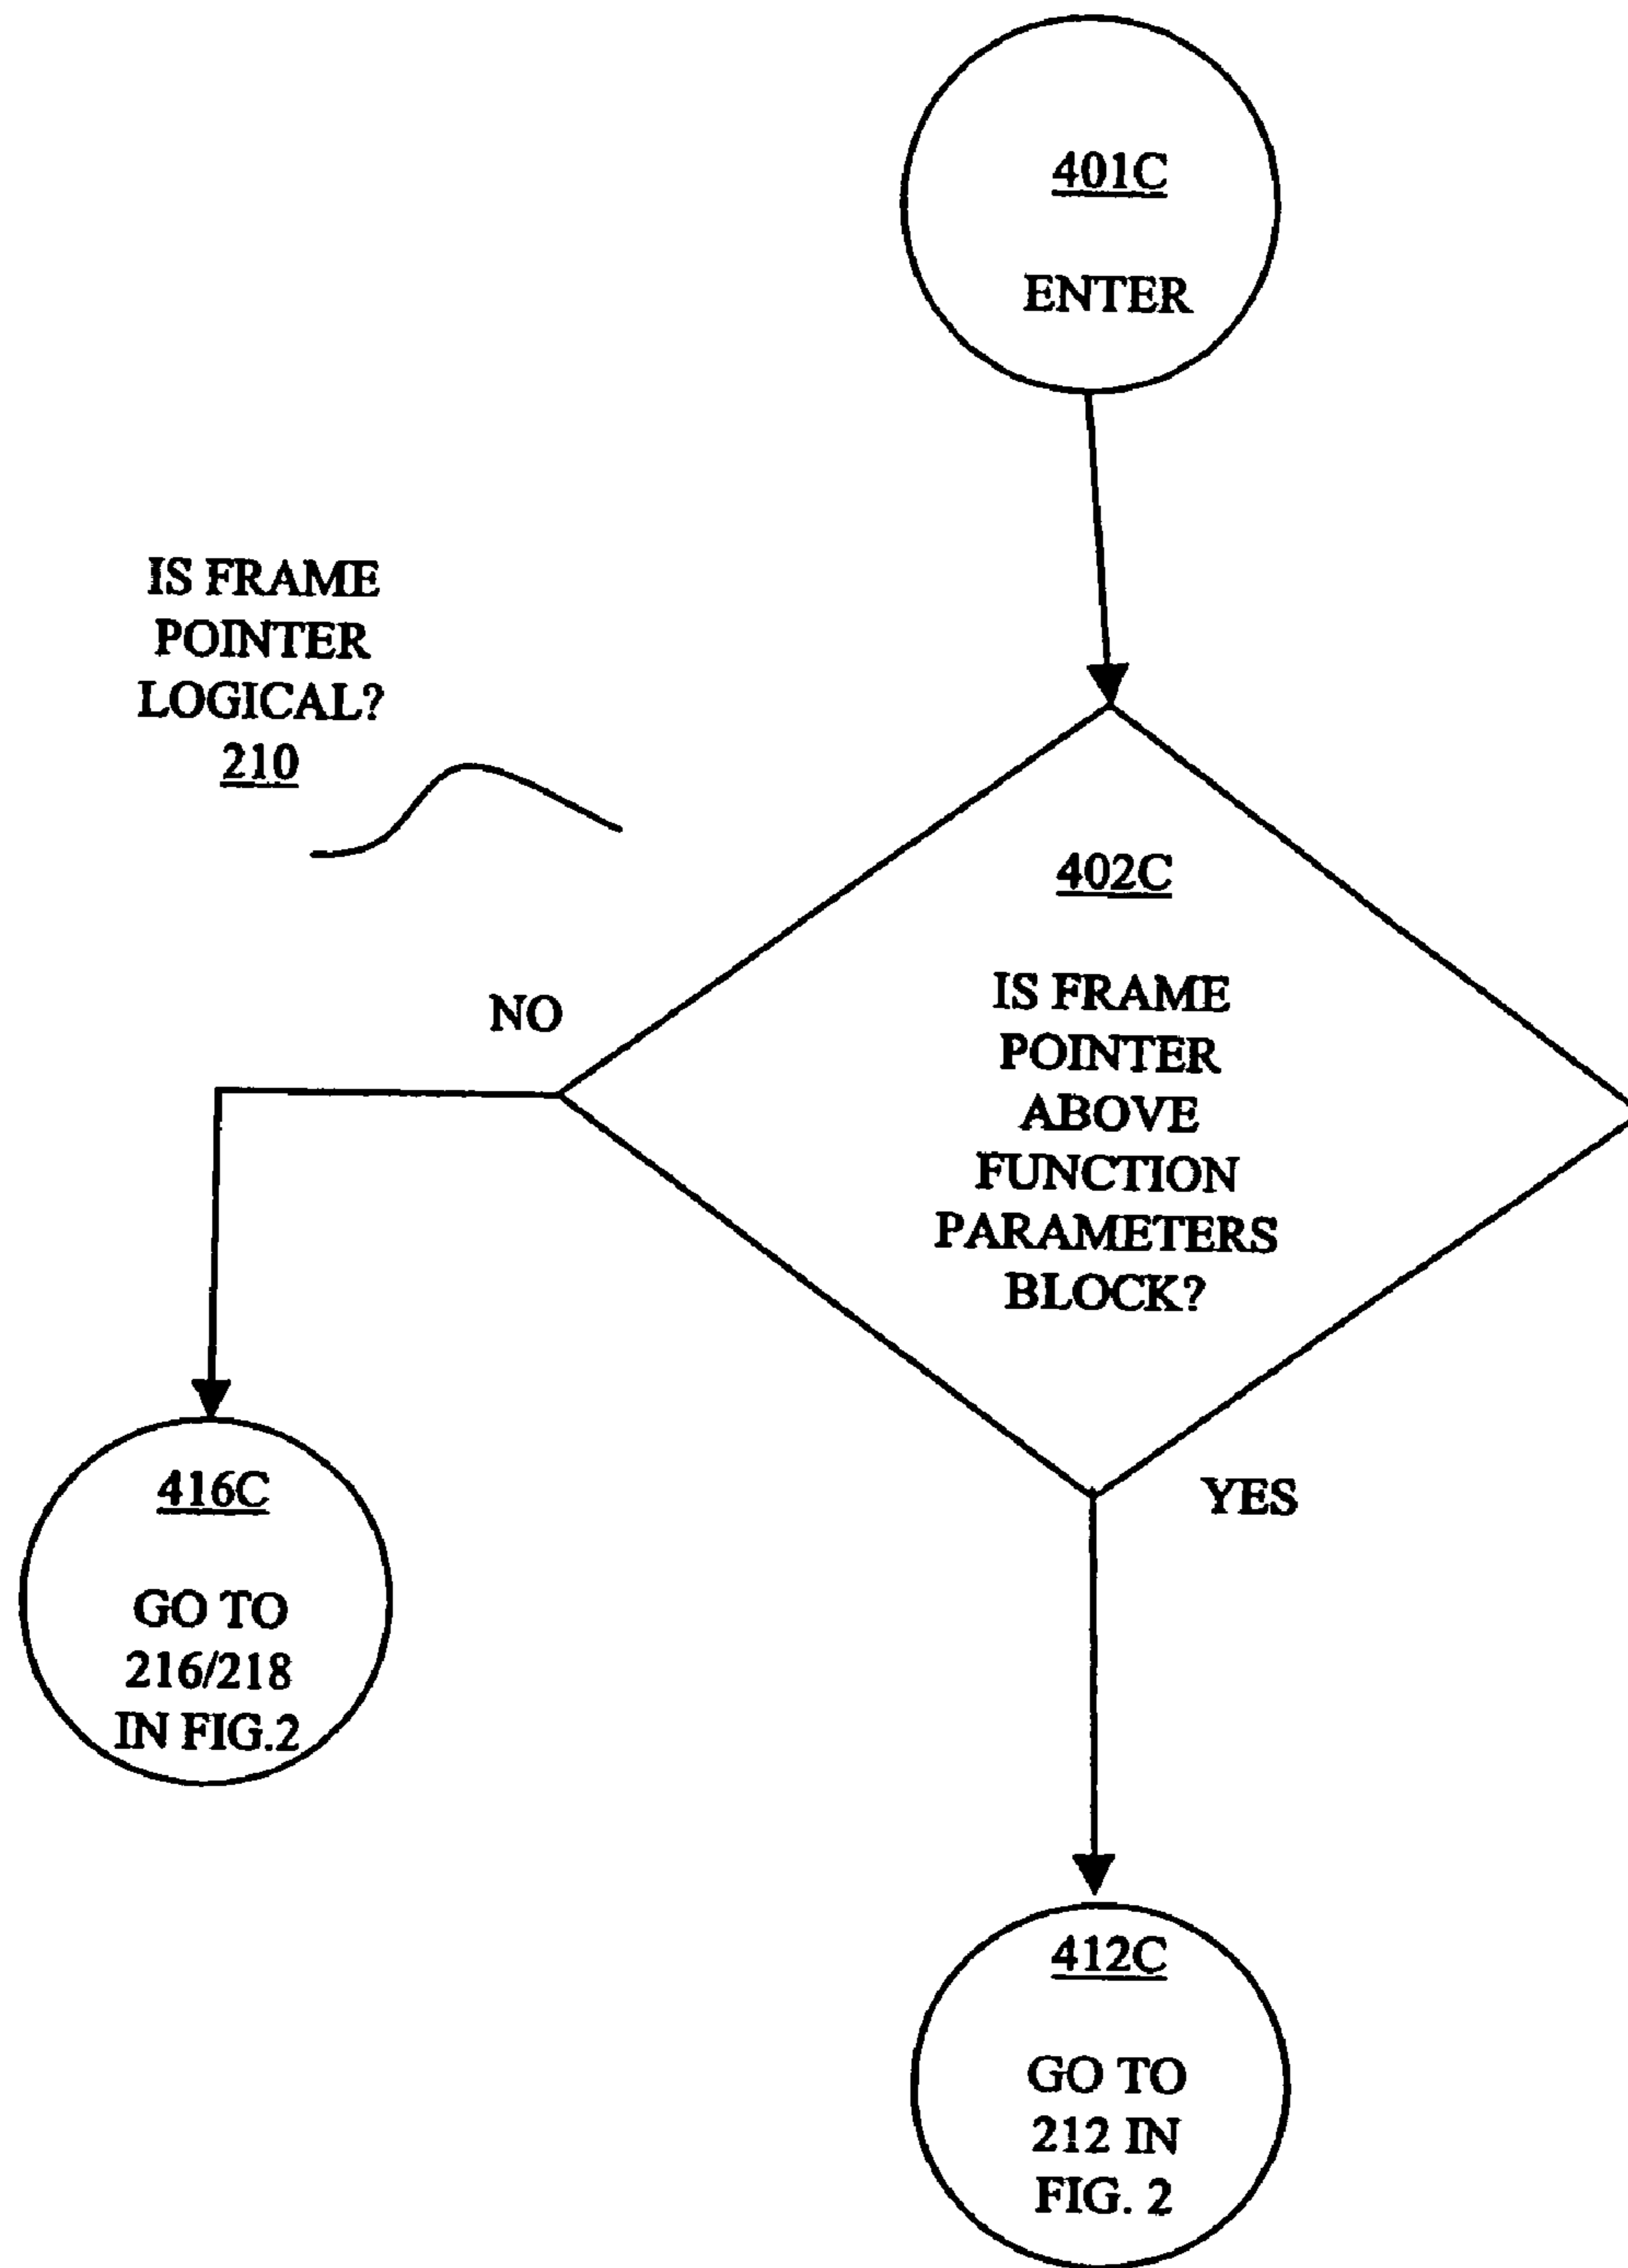 401C
ENTER
IS FRAME
POINTER
LOGICAL?
210
402C
IS FRAME
POINTER
ABOVE
FUNCTION
PARAMETERS
BLOCK?
NO
YES
416C
GO TO
216/218
IN FIG.2
412C
GO TO
212 IN
FIG. 2